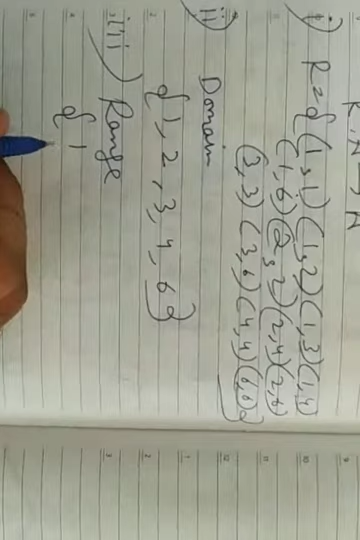 R: A → A
i) R = { (1,1) (1,2) (1,3) (1,4)
(1,6) (2,2) (2,4) (2,6)
(3,3) (3,6) (4,4) (6,6) }
ii) Domain
{ 1, 2, 3, 4, 6 }
iii) Range
{ 1